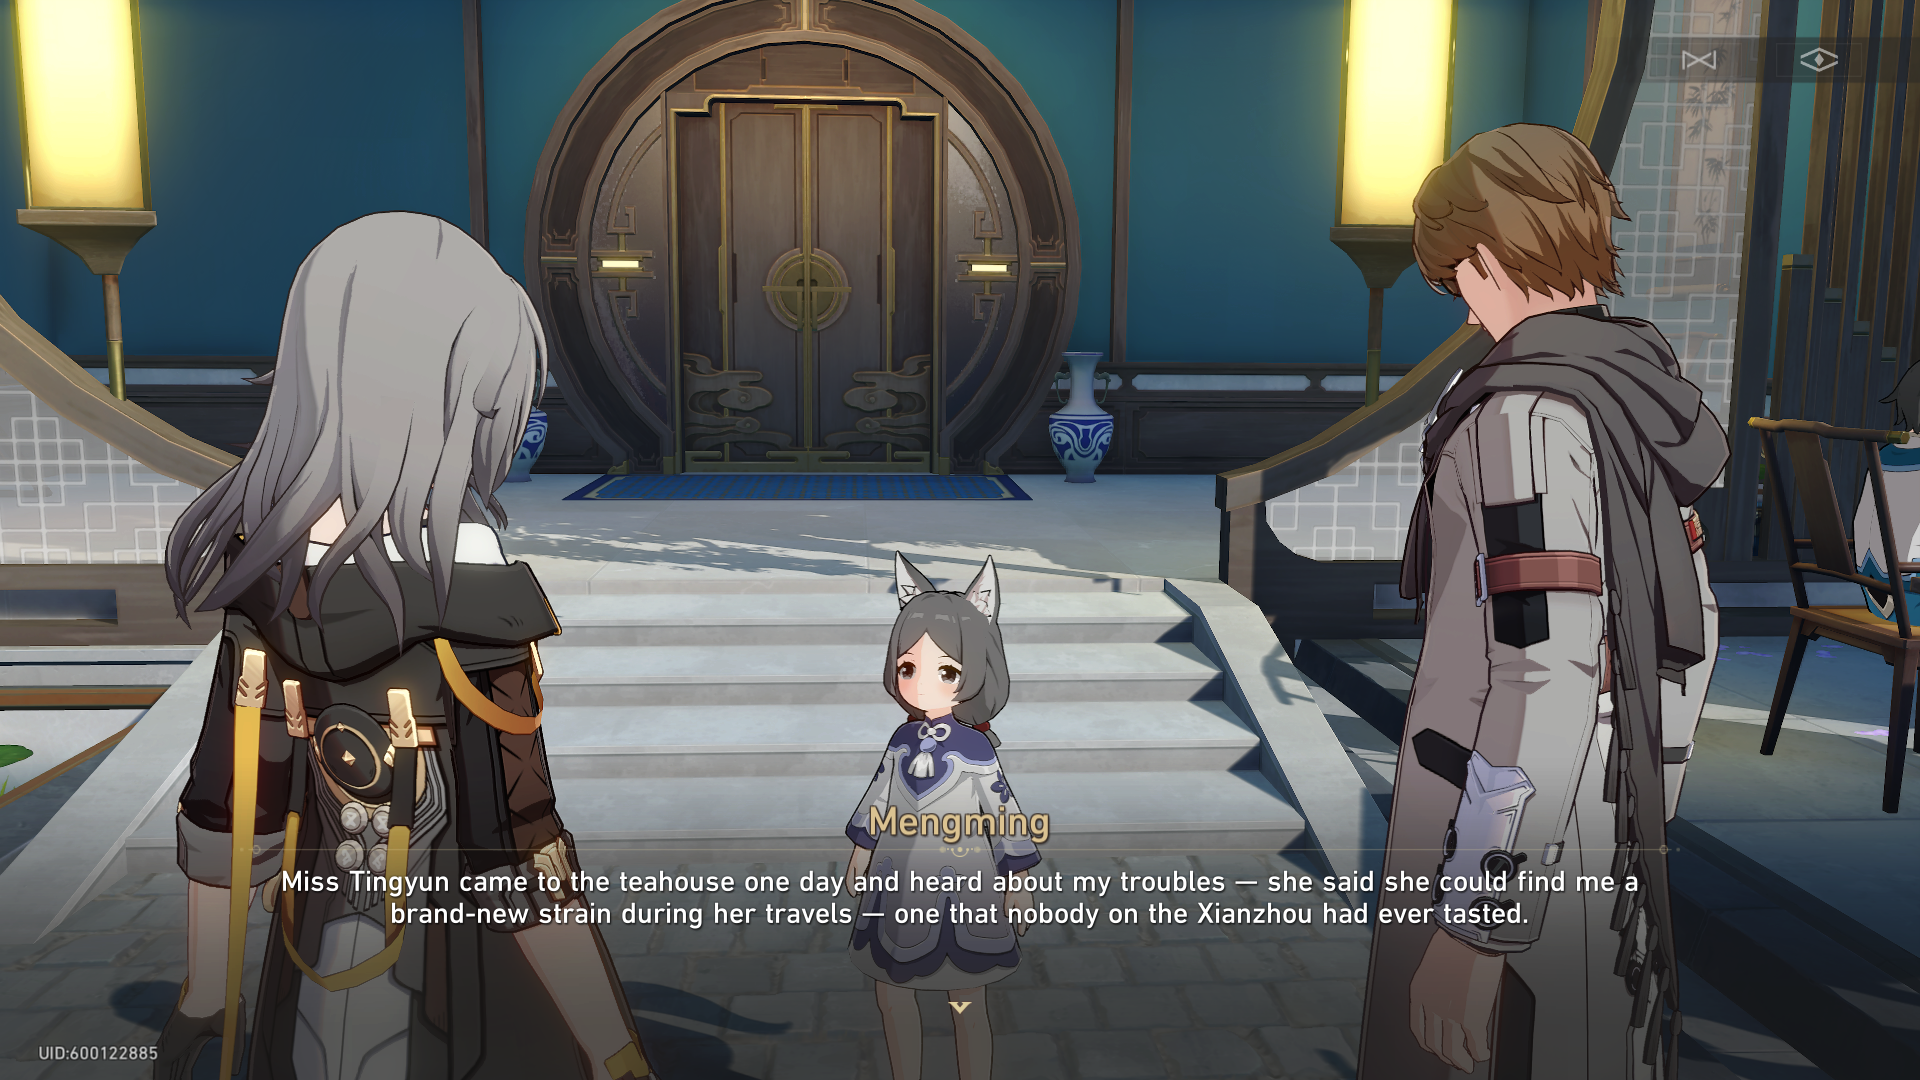 Mengming
Miss Tingyun came to the teahouse one day and heard about my troubles — she said she could find me a
brand-new strain during her travels — one that nobody on the Xianzhou had ever tasted.
UID:600122885